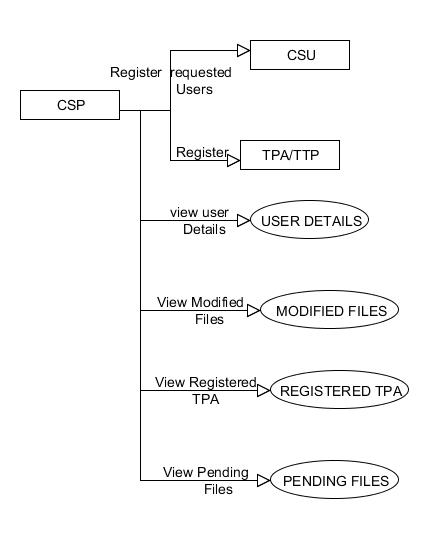 CSU
Register requested
Users
CSP
Register
TPA/TTP
view user
Details
USER DETAILS
View Modified
Files
MODIFIED FILES
View Registered
TPA
REGISTERED TPA
View Pending
Files
PENDING FILES